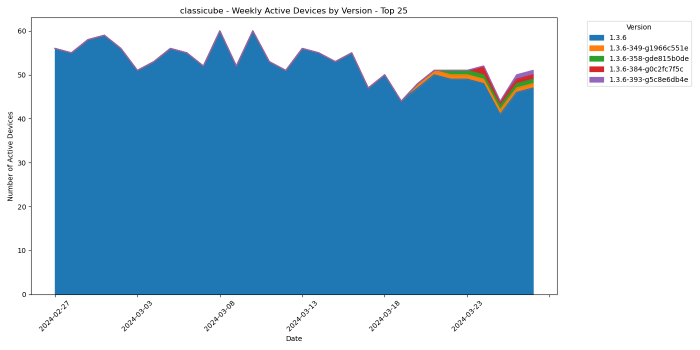 classicube - Weekly Active Devices by Version - Top 25
Number of Active Devices
60
50
40
30
20
10
0
2024-02-27
2024-03-03
2024-03-08
2024-03-13
2024-03-18
2024-03-23
Date
Version
1.3.6
1.3.6-349-g1966c551e
1.3.6-358-gde815b0de
1.3.6-384-g0c2fc7f5c
1.3.6-393-g5c8e6db4e